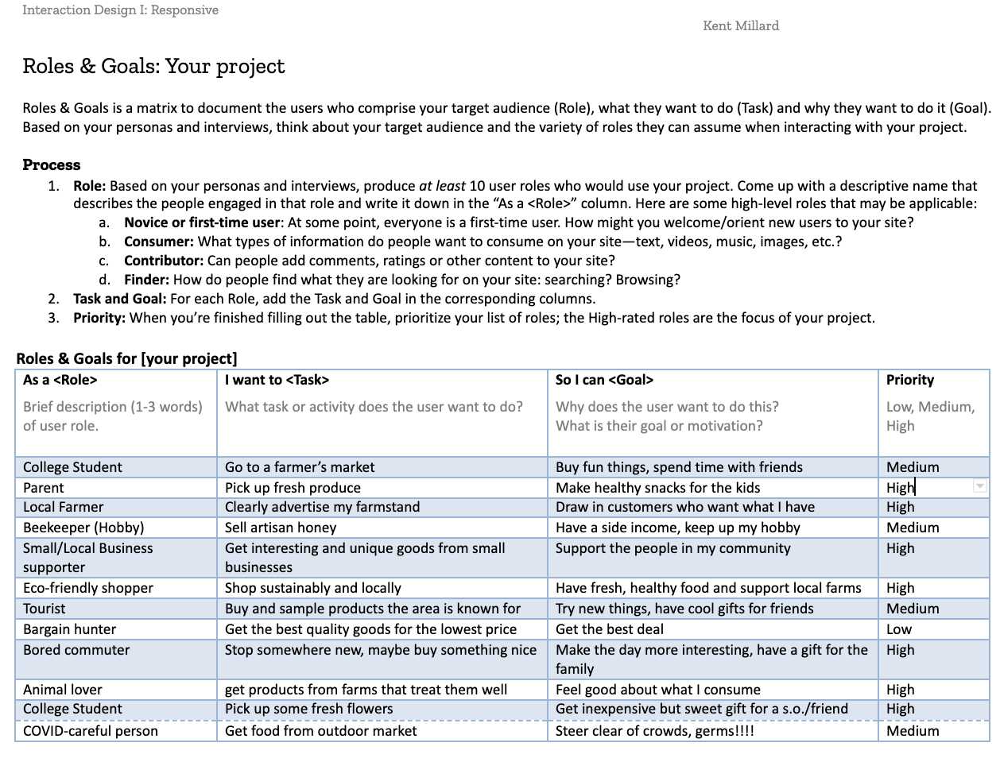 Interaction Design I: Responsive
Kent Millard
Roles & Goals: Your project
Roles & Goals is a matrix to document the users who comprise your target audience (Role), what they want to do (Task) and why they want to do it (Goal).
Based on your personas and interviews, think about your target audience and the variety of roles they can assume when interacting with your project.
Process
1. Role: Based on your personas and interviews, produce at least 10 user roles who would use your project. Come up with a descriptive name that
describes the people engaged in that role and write it down in the “As a <Role>” column. Here are some high-level roles that may be applicable:
a. Novice or first-time user: At some point, everyone is a first-time user. How might you welcome/orient new users to your site?
b. Consumer: What types of information do people want to consume on your site—text, videos, music, images, etc.?
c. Contributor: Can people add comments, ratings or other content to your site?
d. Finder: How do people find what they are looking for on your site: searching? Browsing?
2. Task and Goal: For each Role, add the Task and Goal in the corresponding columns.
3. Priority: When you’re finished filling out the table, prioritize your list of roles; the High-rated roles are the focus of your project.
Roles & Goals for [your project]
As a <Role> I want to <Task> So I can <Goal> Priority
Brief description (1-3 words) What task or activity does the user want to do? Why does the user want to do this? Low, Medium,
of user role. What is their goal or motivation? High
College Student Go to a farmer’s market Buy fun things, spend time with friends Medium
Parent Pick up fresh produce Make healthy snacks for the kids High
Local Farmer Clearly advertise my farmstand Draw in customers who want what I have High
Beekeeper (Hobby) Sell artisan honey Have a side income, keep up my hobby Medium
Small/Local Business Get interesting and unique goods from small Support the people in my community High
supporter businesses
Eco-friendly shopper Shop sustainably and locally Have fresh, healthy food and support local farms High
Tourist Buy and sample products the area is known for Try new things, have cool gifts for friends Medium
Bargain hunter Get the best quality goods for the lowest price Get the best deal Low
Bored commuter Stop somewhere new, maybe buy something nice Make the day more interesting, have a gift for the High
family
Animal lover get products from farms that treat them well Feel good about what I consume High
College Student Pick up some fresh flowers Get inexpensive but sweet gift for a s.o./friend High
COVID-careful person Get food from outdoor market Steer clear of crowds, germs!!!! Medium